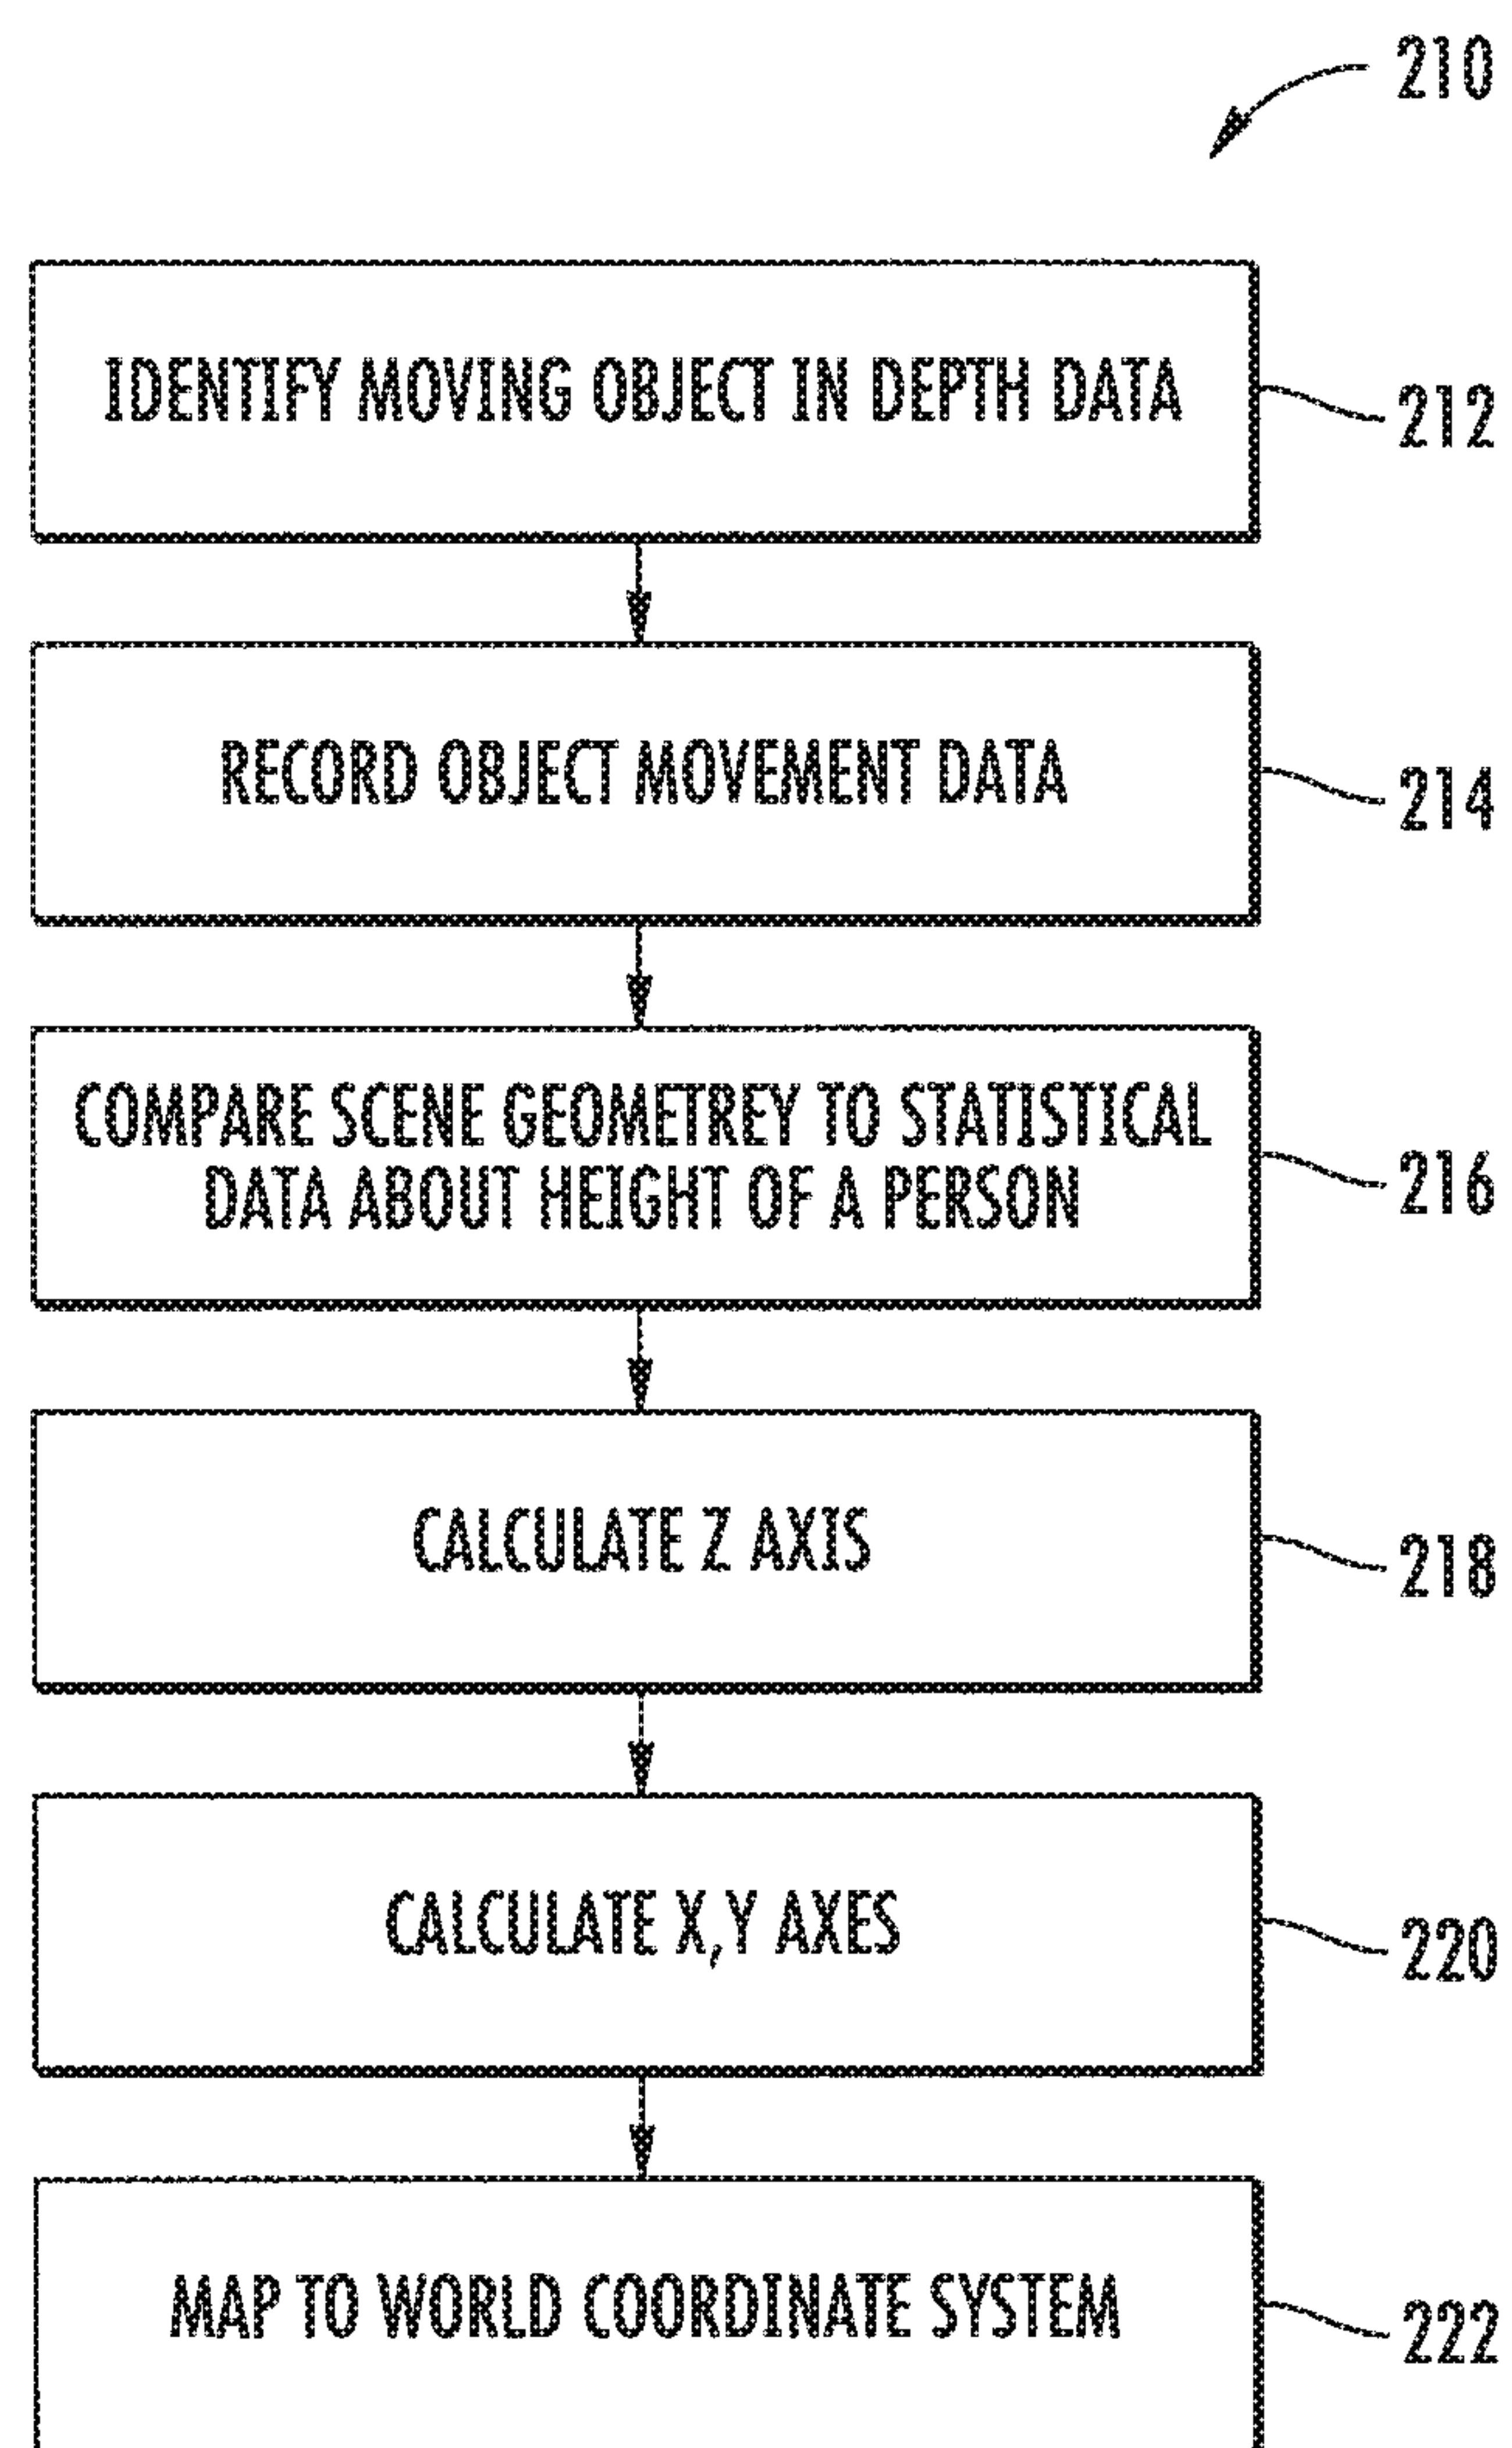 210
IDENTIFY MOVING OBJECT IN DEPTH DATA
212
RECORD OBJECT MOVEMENT DATA
214
COMPARE SCENE GEOMETREY TO STATISTICAL
DATA ABOUT HEIGHT OF A PERSON
216
CALCULATE Z AXIS
218
CALCULATE X,Y AXES
220
MAP TO WORLD COORDINATE SYSTEM
222